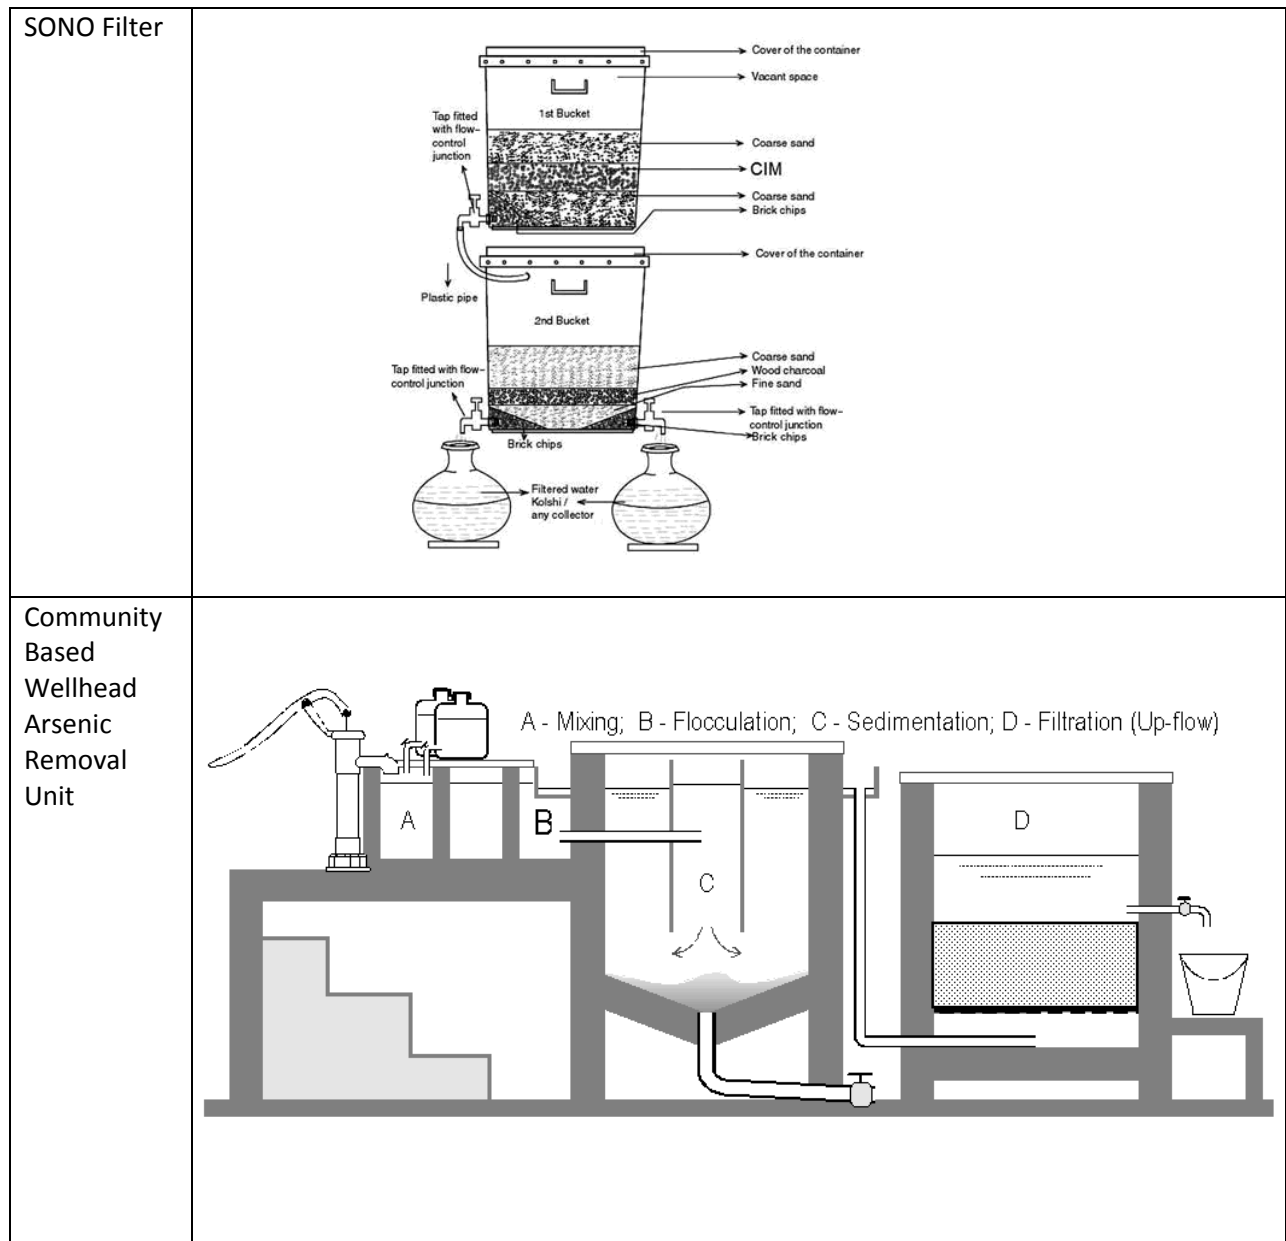 SONO Filter
Cover of the container
Vacant space
1st Bucket
Tap fitted
with flow–
control
junction
Coarse sand
CIM
Coarse sand
Brick chips
Cover of the container
Plastic pipe
2nd Bucket
Coarse sand
Wood charcoal
Fine sand
Tap fitted with flow–
control junction
Tap fitted with flow–
control junction
Brick chips
Brick chips
Filtered water
Kolshi /
any collector
Community
Based
Wellhead
Arsenic
Removal
Unit
A - Mixing; B - Flocculation; C - Sedimentation; D - Filtration (Up-flow)
A
B
C
D